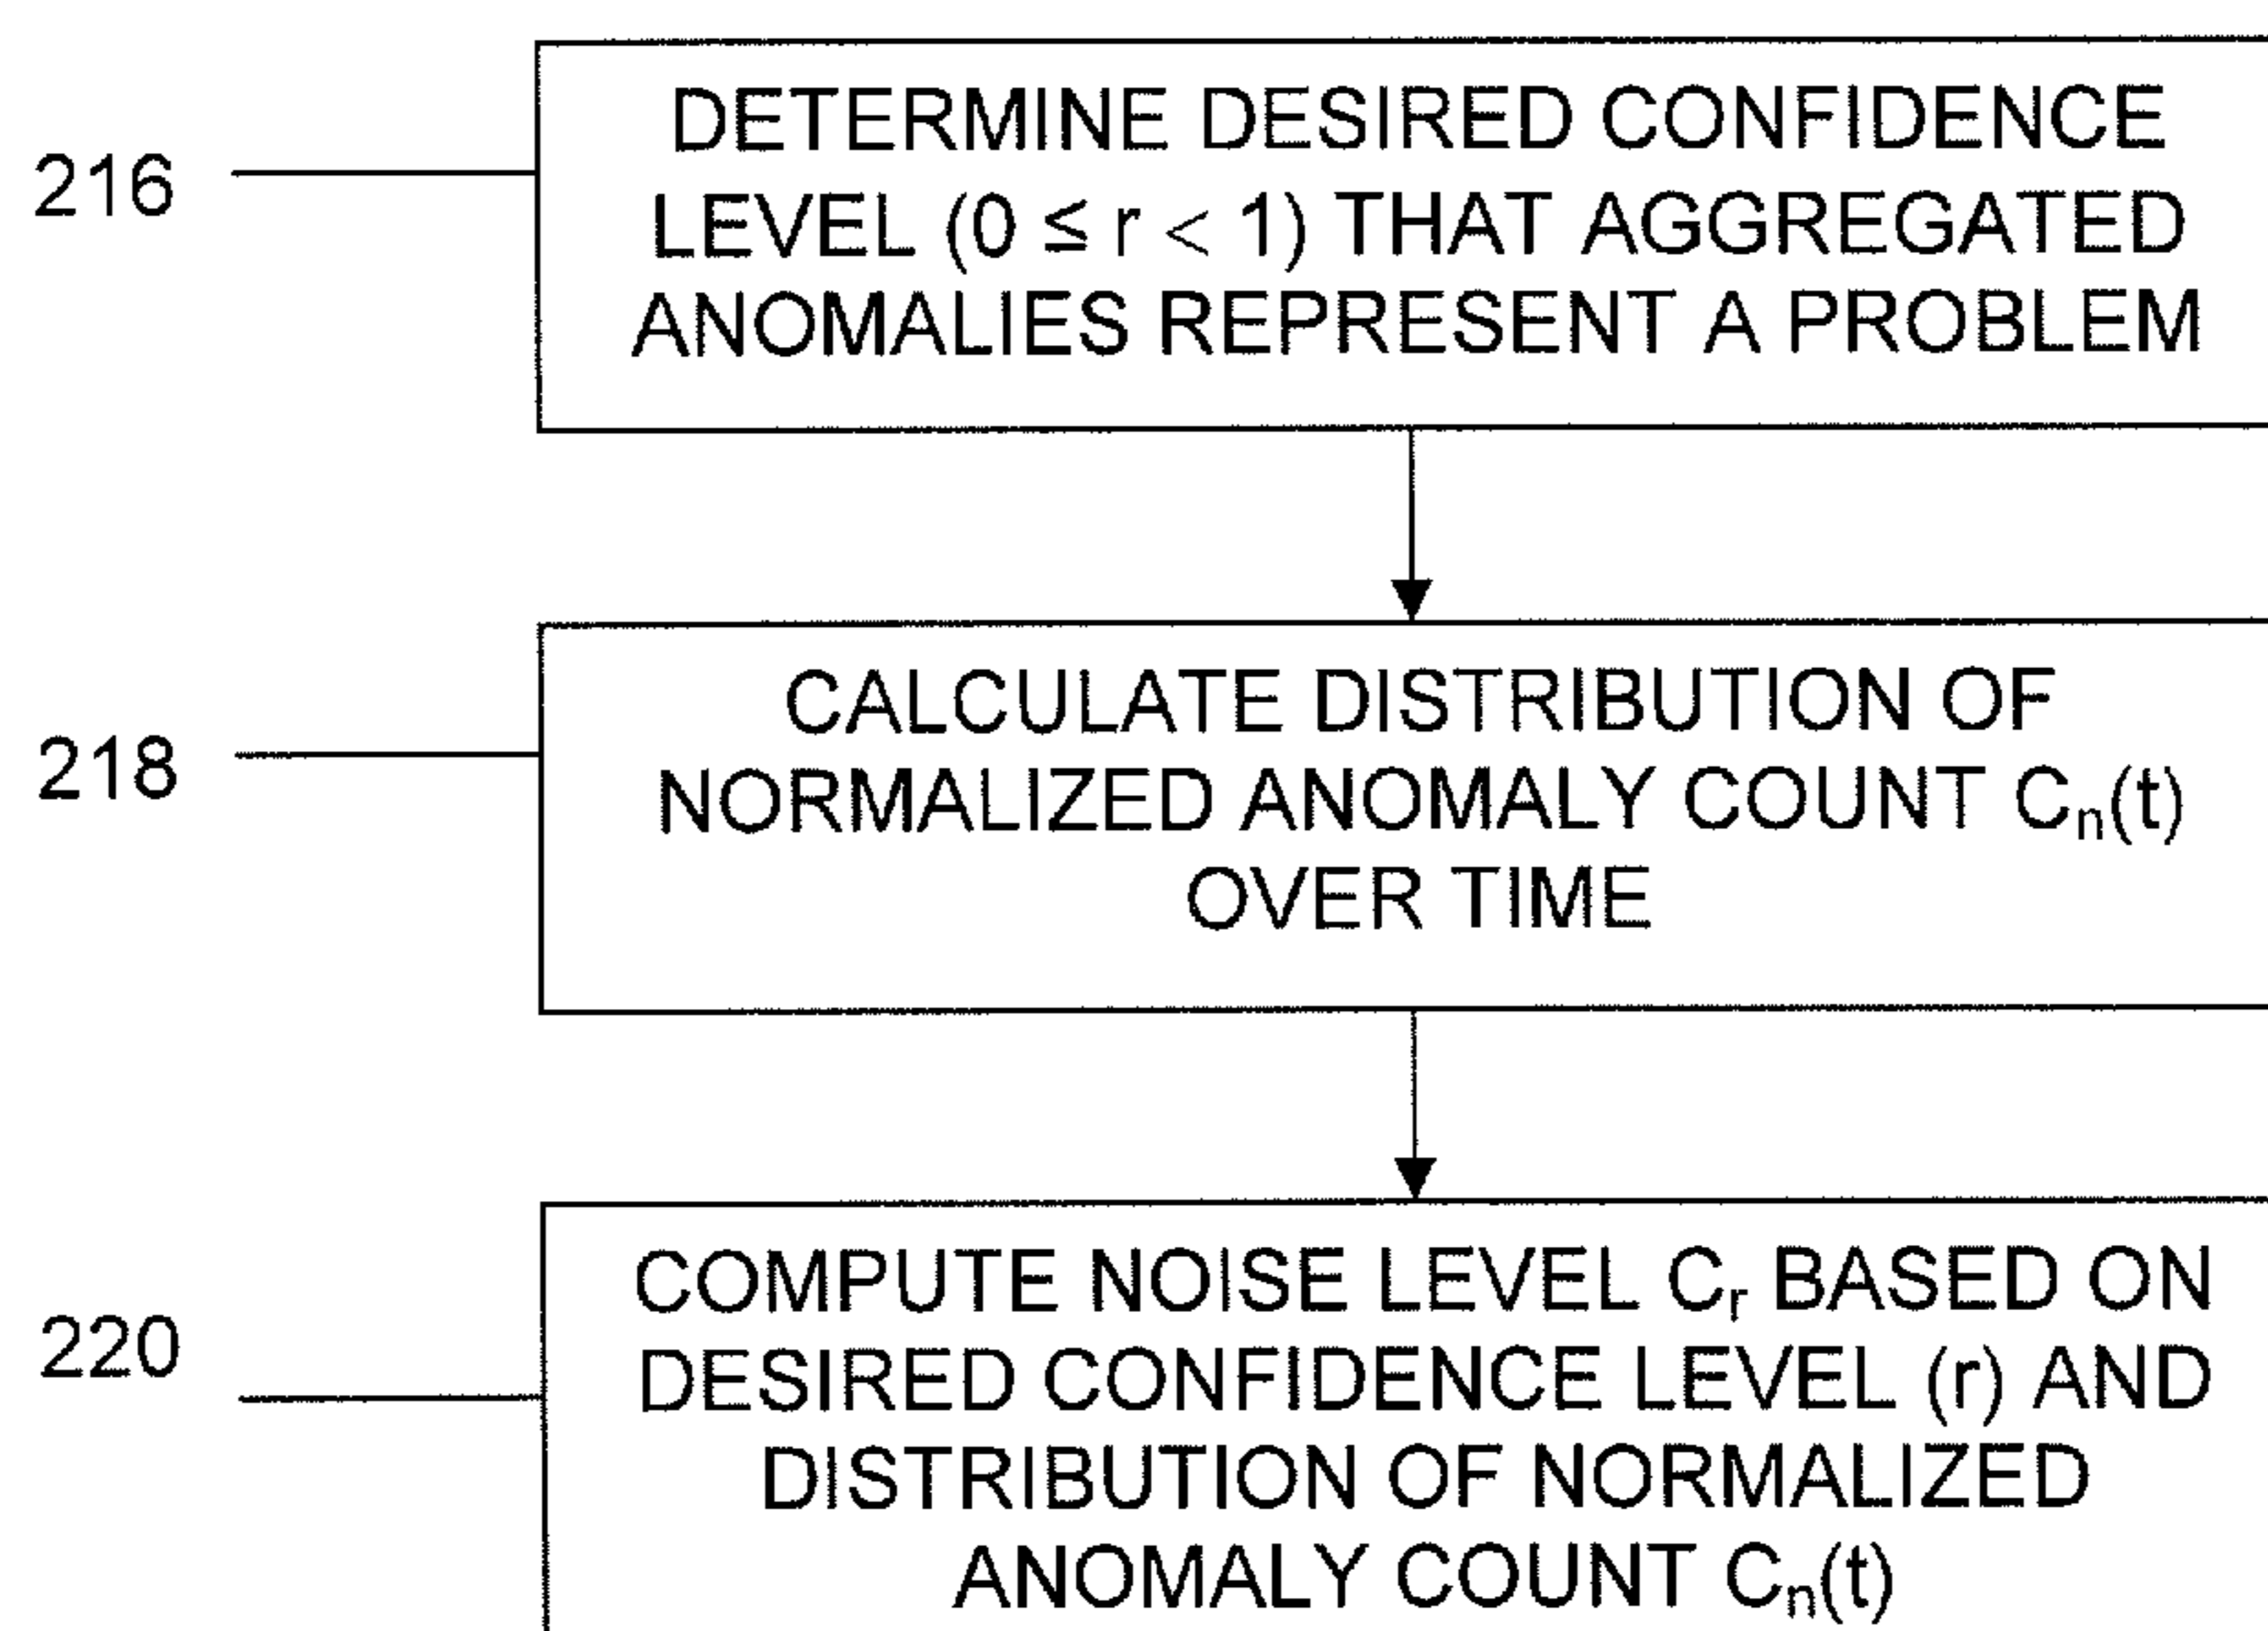 216
DETERMINE DESIRED CONFIDENCE
LEVEL (0 ≤ r < 1) THAT AGGREGATED
ANOMALIES REPRESENT A PROBLEM
218
CALCULATE DISTRIBUTION OF
NORMALIZED ANOMALY COUNT Cₙ(t)
OVER TIME
220
COMPUTE NOISE LEVEL Cᵣ BASED ON
DESIRED CONFIDENCE LEVEL (r) AND
DISTRIBUTION OF NORMALIZED
ANOMALY COUNT Cₙ(t)